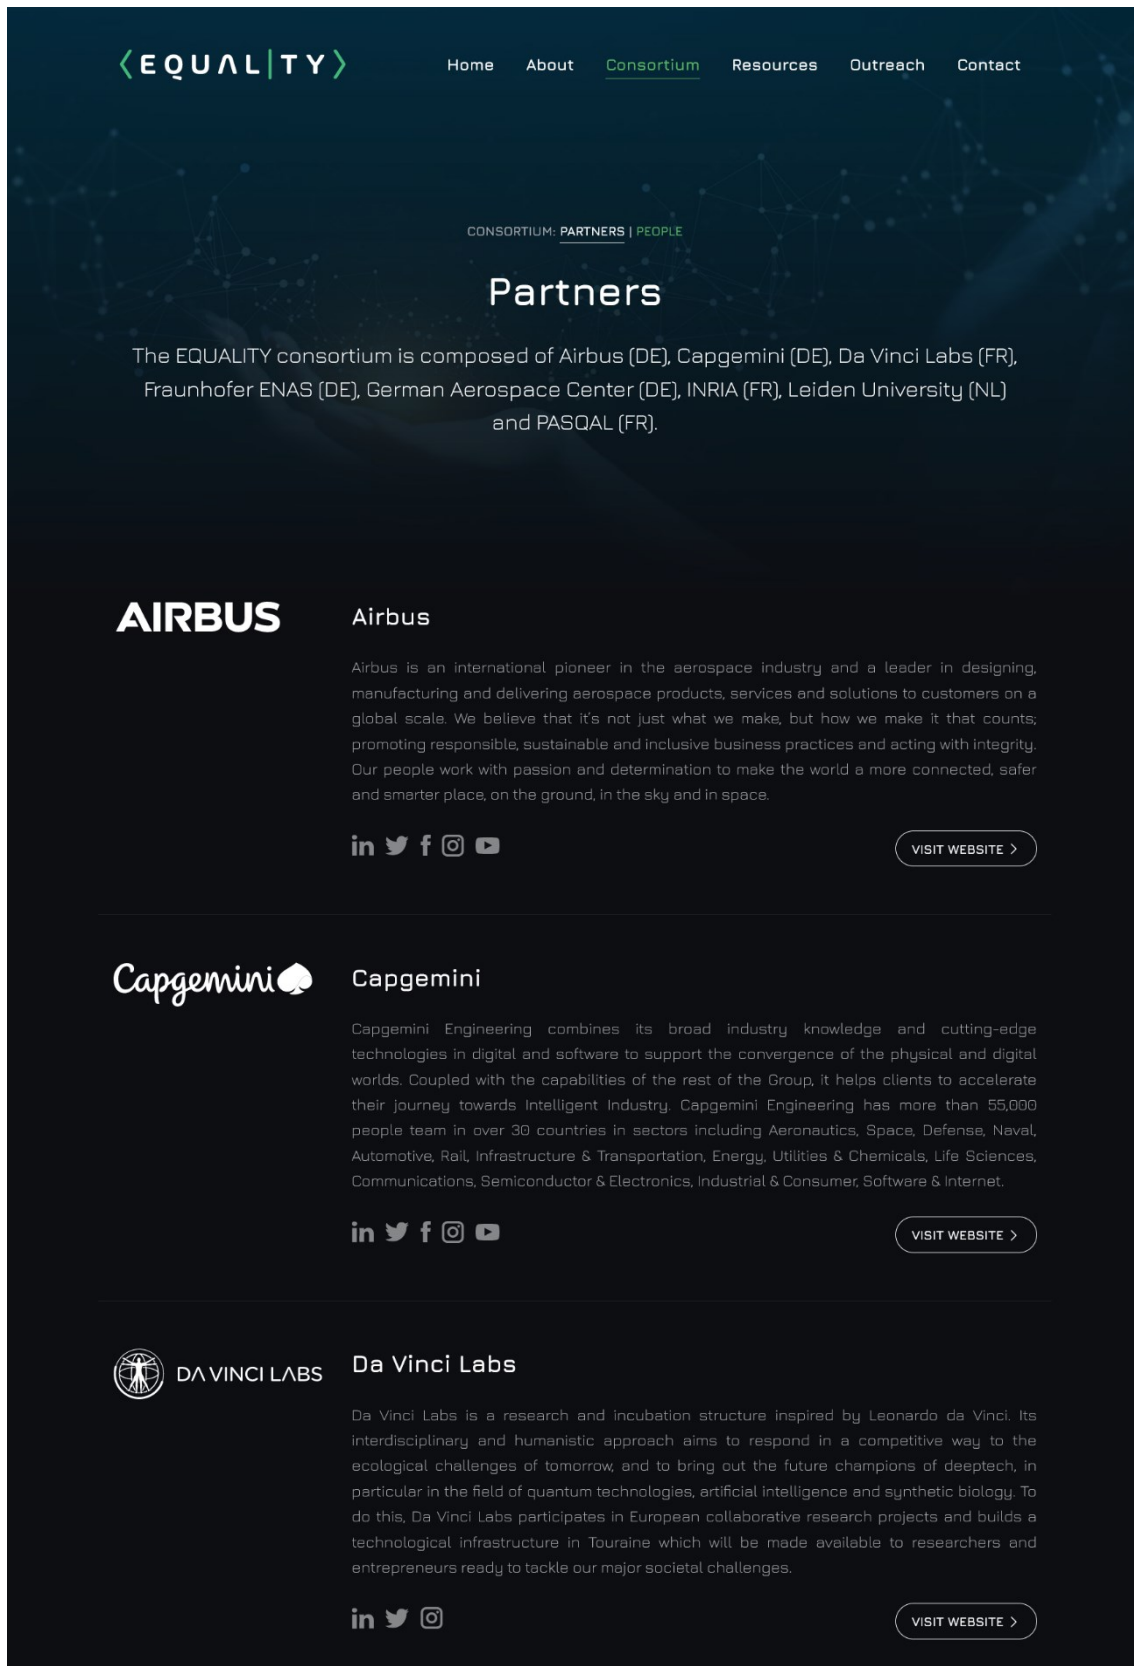 EQUAL|TY
Home About Consortium Resources Outreach Contact
CONSORTIUM: PARTNERS | PEOPLE
Partners
The EQUALITY consortium is composed of Airbus (DE), Capgemini (DE), Da Vinci Labs (FR),
Fraunhofer ENAS (DE), German Aerospace Center (DE), INRIA (FR), Leiden University (NL)
and PASQAL (FR).
AIRBUS
Airbus
Airbus is an international pioneer in the aerospace industry and a leader in designing,
manufacturing and delivering aerospace products, services and solutions to customers on a
global scale. We believe that it's not just what we make, but how we make it that counts;
promoting responsible, sustainable and inclusive business practices and acting with integrity.
Our people work with passion and determination to make the world a more connected, safer
and smarter place, on the ground, in the sky and in space.
VISIT WEBSITE >
Capgemini
Capgemini
Capgemini Engineering combines its broad industry knowledge and cutting-edge
technologies in digital and software to support the convergence of the physical and digital
worlds. Coupled with the capabilities of the rest of the Group, it helps clients to accelerate
their journey towards Intelligent Industry. Capgemini Engineering has more than 55,000
people team in over 30 countries in sectors including Aeronautics, Space, Defense, Naval,
Automotive, Rail, Infrastructure & Transportation, Energy, Utilities & Chemicals, Life Sciences,
Communications, Semiconductor & Electronics, Industrial & Consumer, Software & Internet.
VISIT WEBSITE >
DA VINCI LABS
Da Vinci Labs
Da Vinci Labs is a research and incubation structure inspired by Leonardo da Vinci. Its
interdisciplinary and humanistic approach aims to respond in a competitive way to the
ecological challenges of tomorrow, and to bring out the future champions of deeptech, in
particular in the field of quantum technologies, artificial intelligence and synthetic biology. To
do this, Da Vinci Labs participates in European collaborative research projects and builds a
technological infrastructure in Touraine which will be made available to researchers and
entrepreneurs ready to tackle our major societal challenges.
VISIT WEBSITE >